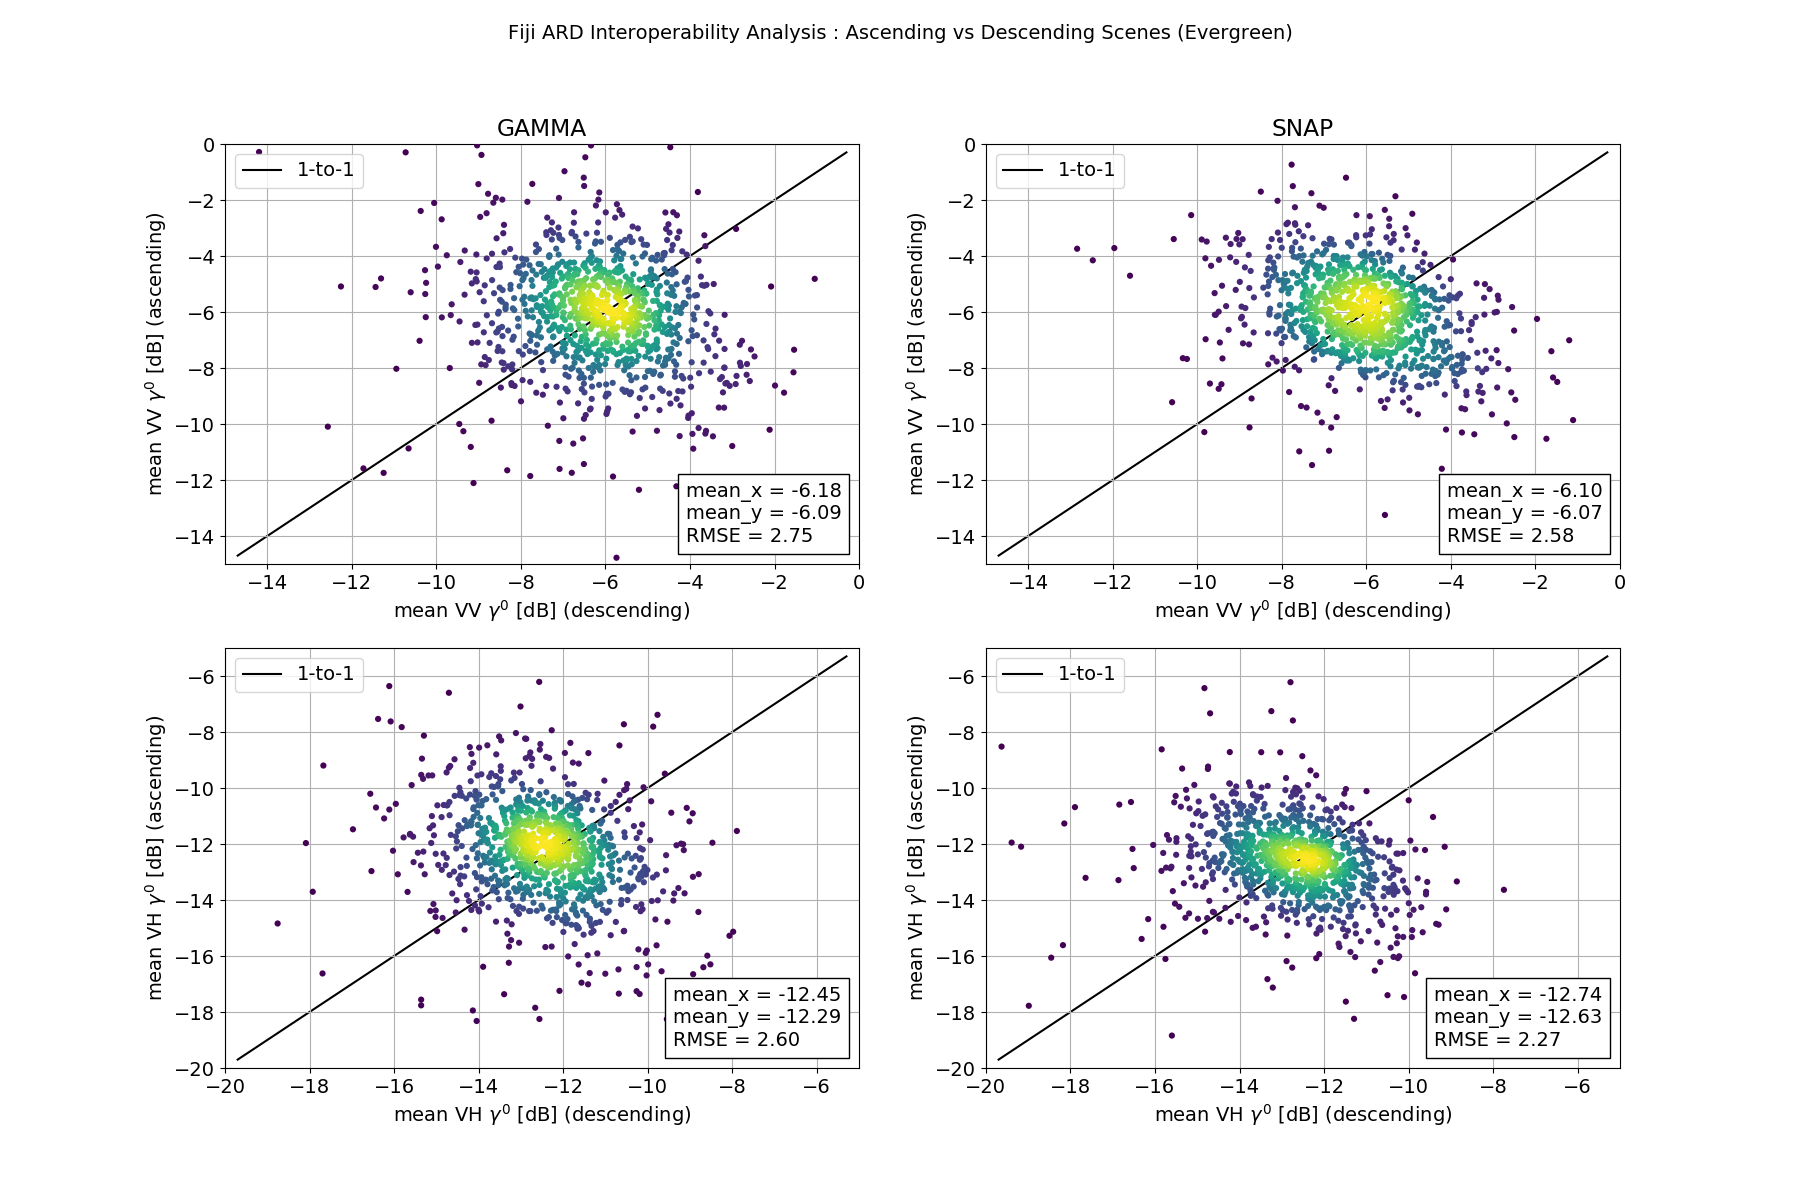 Fiji ARD Interoperability Analysis : Ascending vs Descending Scenes (Evergreen)
GAMMA
1-to-1
0
−2
−4
−6
−8
−10
−12
−14
mean VV γ⁰ [dB] (ascending)
mean_x = -6.18
mean_y = -6.09
RMSE = 2.75
−14 −12 −10 −8 −6 −4 −2 0
mean VV γ⁰ [dB] (descending)
SNAP
1-to-1
0
−2
−4
−6
−8
−10
−12
−14
mean VV γ⁰ [dB] (ascending)
mean_x = -6.10
mean_y = -6.07
RMSE = 2.58
−14 −12 −10 −8 −6 −4 −2 0
mean VV γ⁰ [dB] (descending)
1-to-1
−6
−8
−10
−12
−14
−16
−18
−20
mean VH γ⁰ [dB] (ascending)
mean_x = -12.45
mean_y = -12.29
RMSE = 2.60
−20 −18 −16 −14 −12 −10 −8 −6
mean VH γ⁰ [dB] (descending)
1-to-1
−6
−8
−10
−12
−14
−16
−18
−20
mean VH γ⁰ [dB] (ascending)
mean_x = -12.74
mean_y = -12.63
RMSE = 2.27
−20 −18 −16 −14 −12 −10 −8 −6
mean VH γ⁰ [dB] (descending)